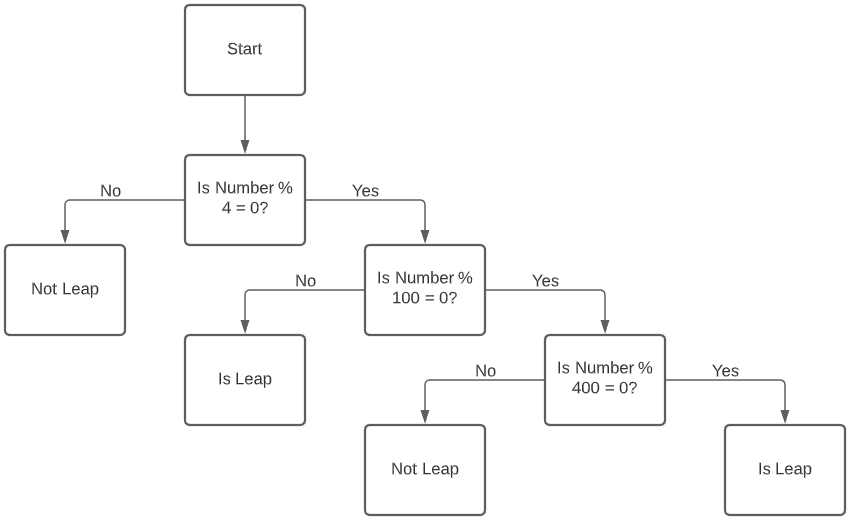 Start
Is Number %
4 = 0?
No
Yes
Not Leap
Is Number %
100 = 0?
No
Yes
Is Leap
Is Number %
400 = 0?
No
Yes
Not Leap
Is Leap